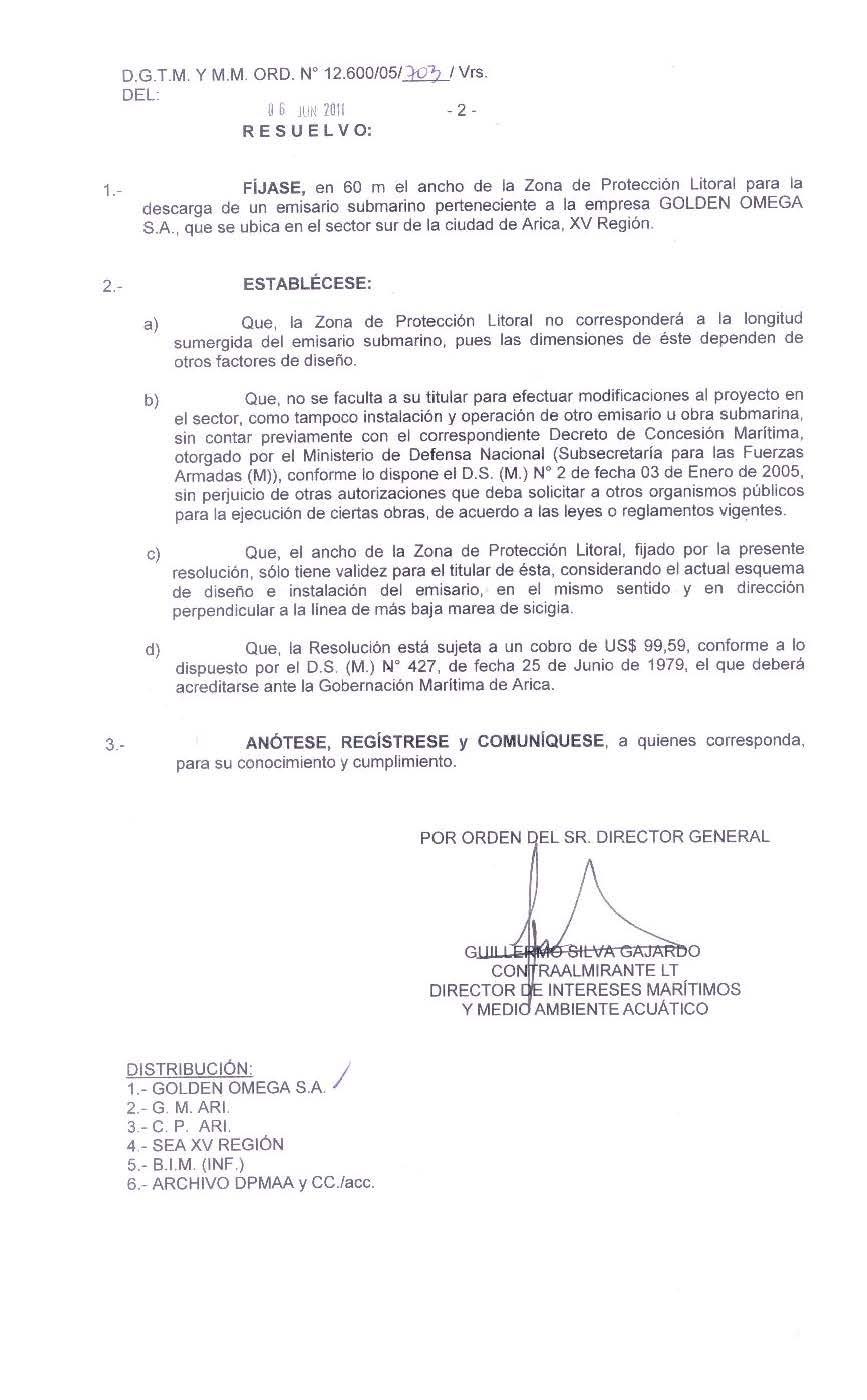 D.G.T.M. Y M.M. ORD. N° 12.600/05/ 703 / Vrs.
DEL:
06 JUN 2011
- 2 -
R E S U E L V O:
1.- FÍJASE, en 60 m el ancho de la Zona de Protección Litoral para la
descarga de un emisario submarino perteneciente a la empresa GOLDEN OMEGA
S.A., que se ubica en el sector sur de la ciudad de Arica, XV Región.
2.- ESTABLÉCESE:
a) Que, la Zona de Protección Litoral no corresponderá a la longitud
sumergida del emisario submarino, pues las dimensiones de éste dependen de
otros factores de diseño.
b) Que, no se faculta a su titular para efectuar modificaciones al proyecto en
el sector, como tampoco instalación y operación de otro emisario u obra submarina,
sin contar previamente con el correspondiente Decreto de Concesión Marítima,
otorgado por el Ministerio de Defensa Nacional (Subsecretaría para las Fuerzas
Armadas (M)), conforme lo dispone el D.S. (M.) N° 2 de fecha 03 de Enero de 2005,
sin perjuicio de otras autorizaciones que deba solicitar a otros organismos públicos
para la ejecución de ciertas obras, de acuerdo a las leyes o reglamentos vigentes.
c) Que, el ancho de la Zona de Protección Litoral, fijado por la presente
resolución, sólo tiene validez para el titular de ésta, considerando el actual esquema
de diseño e instalación del emisario, en el mismo sentido y en dirección
perpendicular a la línea de más baja marea de sicigia.
d) Que, la Resolución está sujeta a un cobro de US$ 99,59, conforme a lo
dispuesto por el D.S. (M.) N° 427, de fecha 25 de Junio de 1979, el que deberá
acreditarse ante la Gobernación Marítima de Arica.
3.- ANÓTESE, REGÍSTRESE y COMUNÍQUESE, a quienes corresponda,
para su conocimiento y cumplimiento.
POR ORDEN DEL SR. DIRECTOR GENERAL
GUILLERMO SILVA GAJARDO
CONTRAALMIRANTE LT
DIRECTOR DE INTERESES MARÍTIMOS
Y MEDIO AMBIENTE ACUÁTICO
DISTRIBUCIÓN:
1.- GOLDEN OMEGA S.A.
2.- G. M. ARI.
3.- C. P. ARI.
4.- SEA XV REGIÓN
5.- B.I.M. (INF.)
6.- ARCHIVO DPMAA y CC./acc.